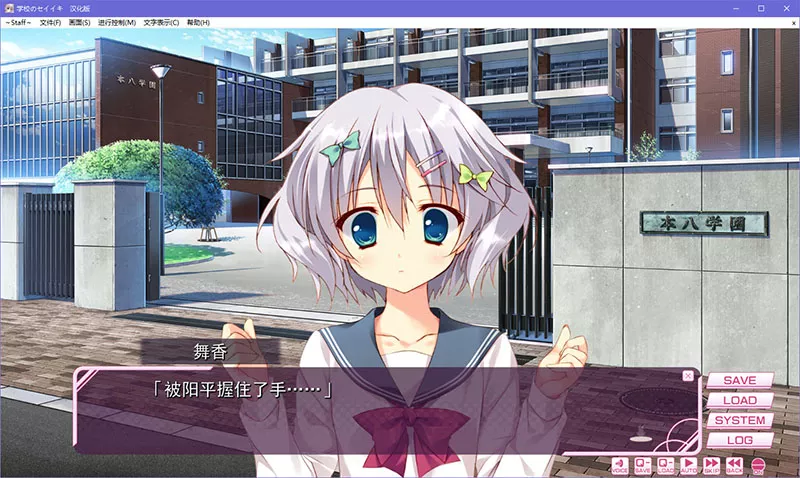 学校のセイイキ 汉化版
~Staff~ 文件(F) 画面(S) 进行控制(M) 文字表示(C) 帮助(H)
x
本八学園
本八学園
舞香
「被阳平握住了手……」
SAVE
LOAD
SYSTEM
LOG
VOICE Q-SAVE Q-LOAD AUTO SKIP BACK